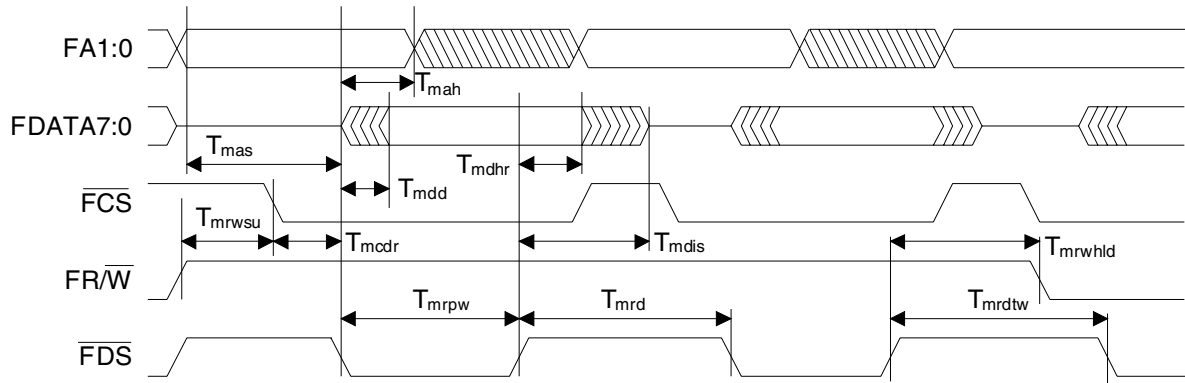 FA1:0
Tmah
FDATA7:0
Tmas
Tmdhr
Tmdd
FCS
Tmrwsu
Tmcdr
Tmdis
Tmrwhld
FR/W
Tmrpw
Tmrd
Tmrdtw
FDS